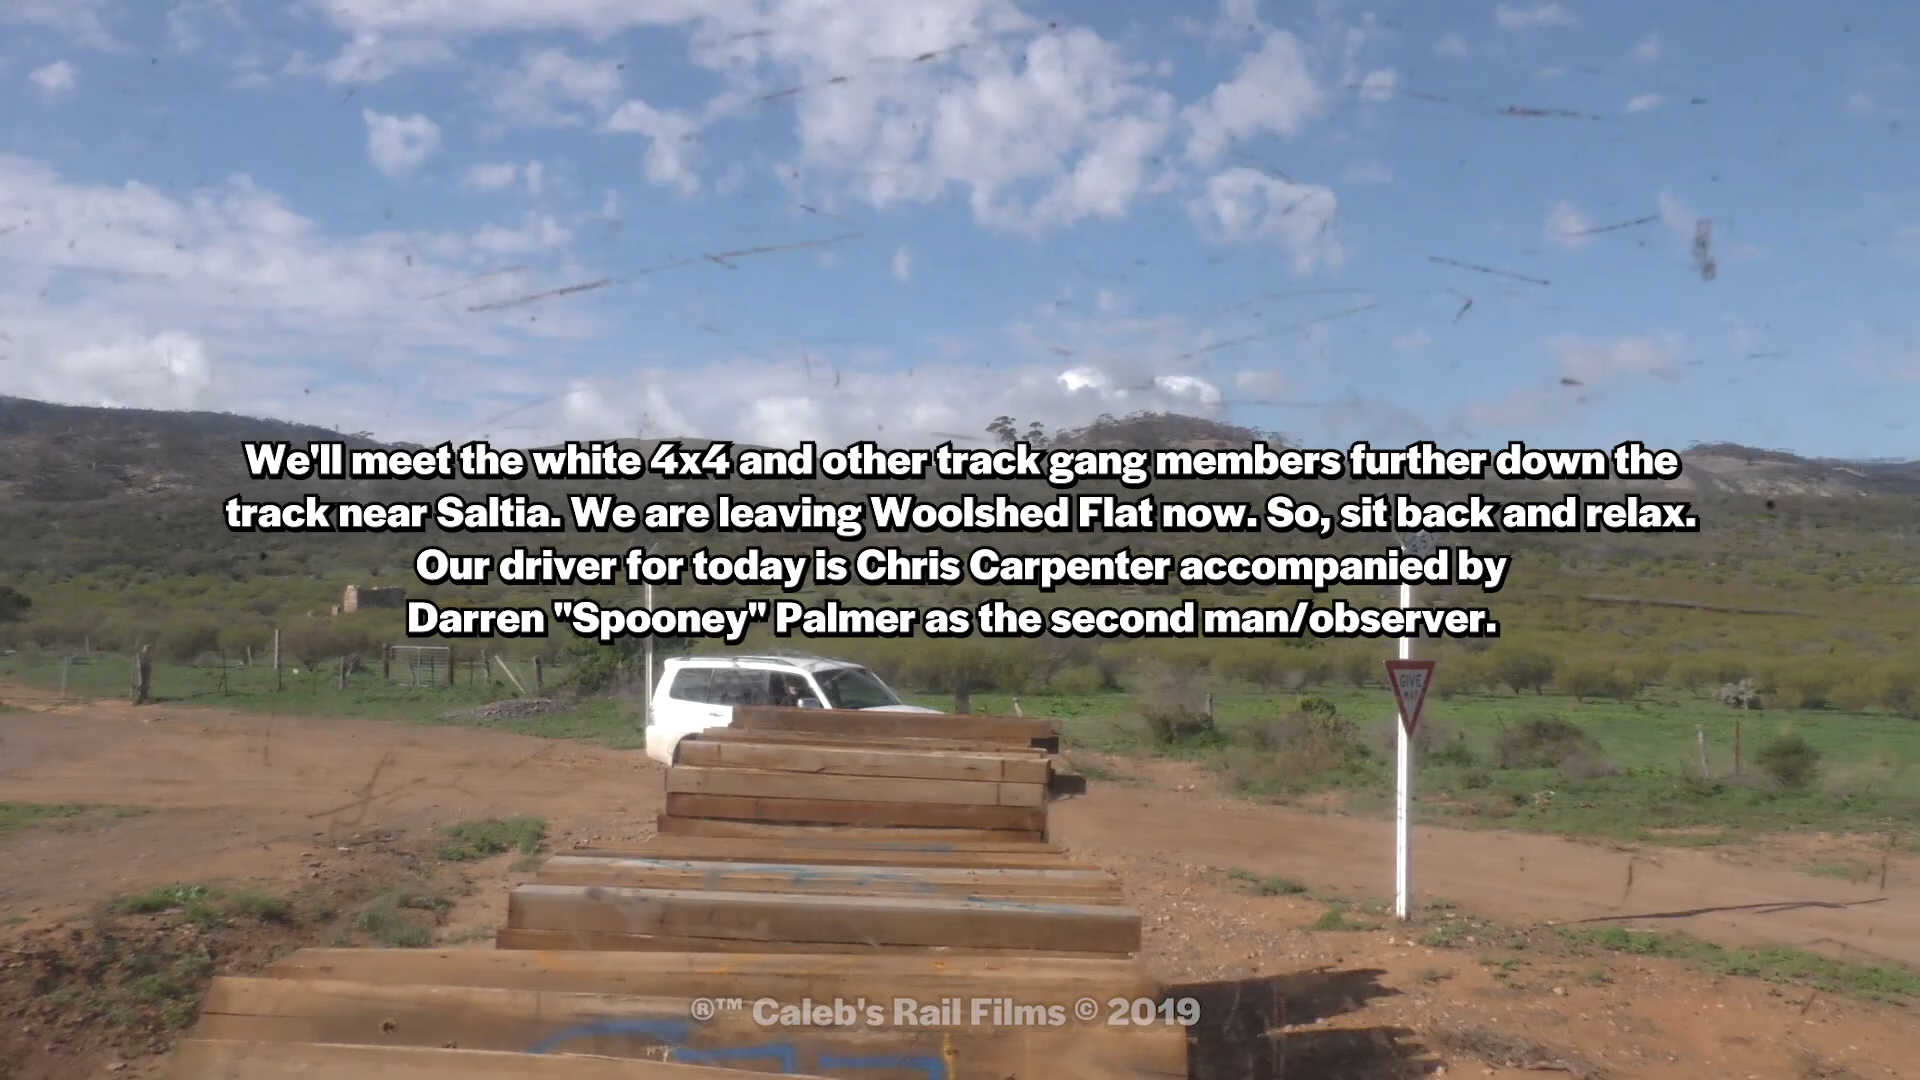 We'll meet the white 4x4 and other track gang members further down the
track near Saltia. We are leaving Woolshed Flat now. So, sit back and relax.
Our driver for today is Chris Carpenter accompanied by
Darren "Spooney" Palmer as the second man/observer.
GIVE
WAY
®™ Caleb's Rail Films © 2019